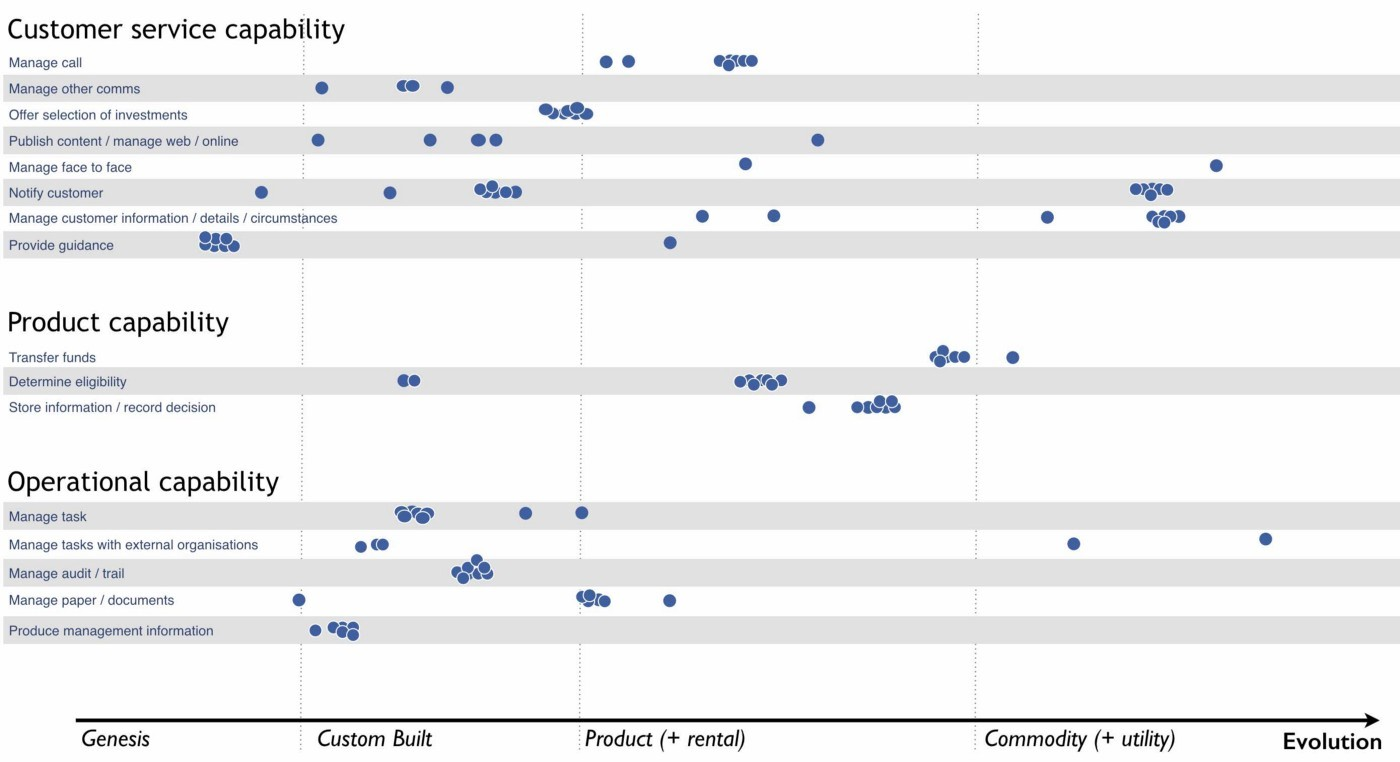 Customer service capability
Manage call
Manage other comms
Offer selection of investments
Publish content / manage web / online
Manage face to face
Notify customer
Manage customer information / details / circumstances
Provide guidance
Product capability
Transfer funds
Determine eligibility
Store information / record decision
Operational capability
Manage task
Manage tasks with external organisations
Manage audit / trail
Manage paper / documents
Produce management information
Genesis Custom Built Product (+ rental) Commodity (+ utility) Evolution